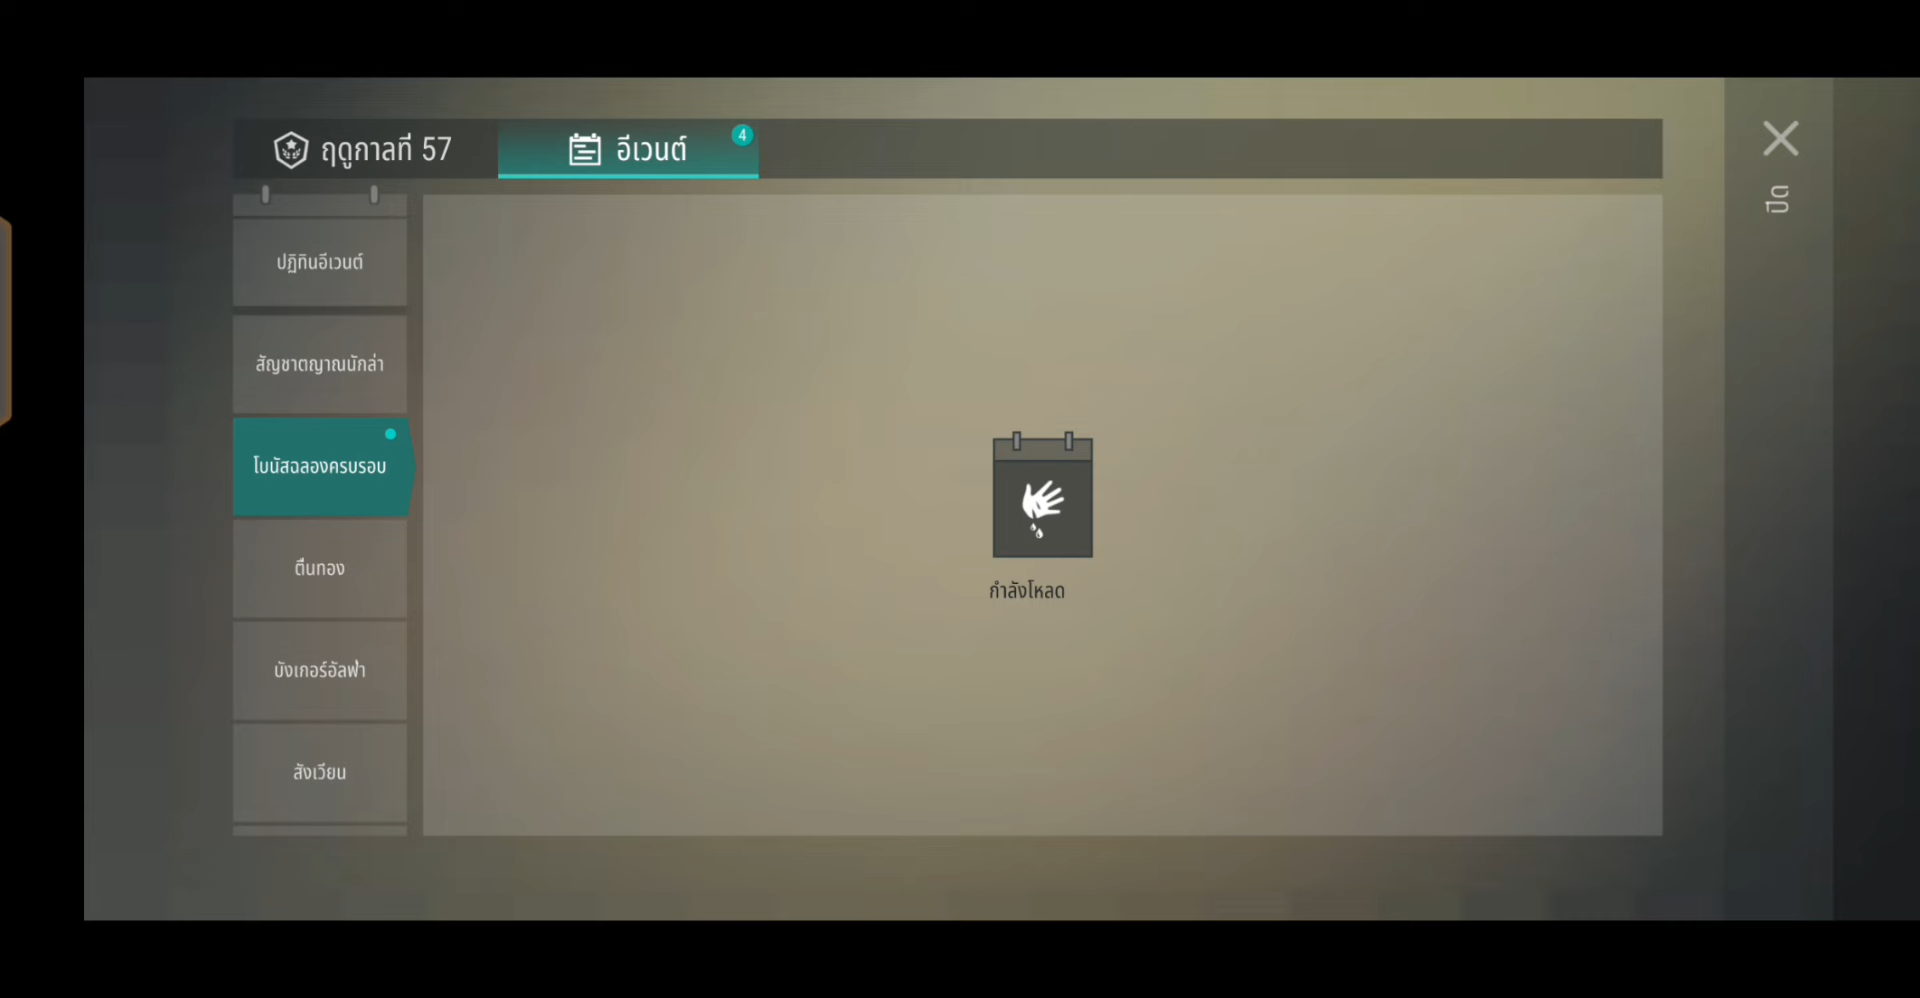 ฤดูกาลที่ 57
อีเวนต์
4
ปิด
ปฏิทินอีเวนต์
สัญชาตญาณนักล่า
โบนัสฉลองครบรอบ
ตื่นทอง
บังเกอร์อัลฟ่า
สังเวียน
กำลังโหลด